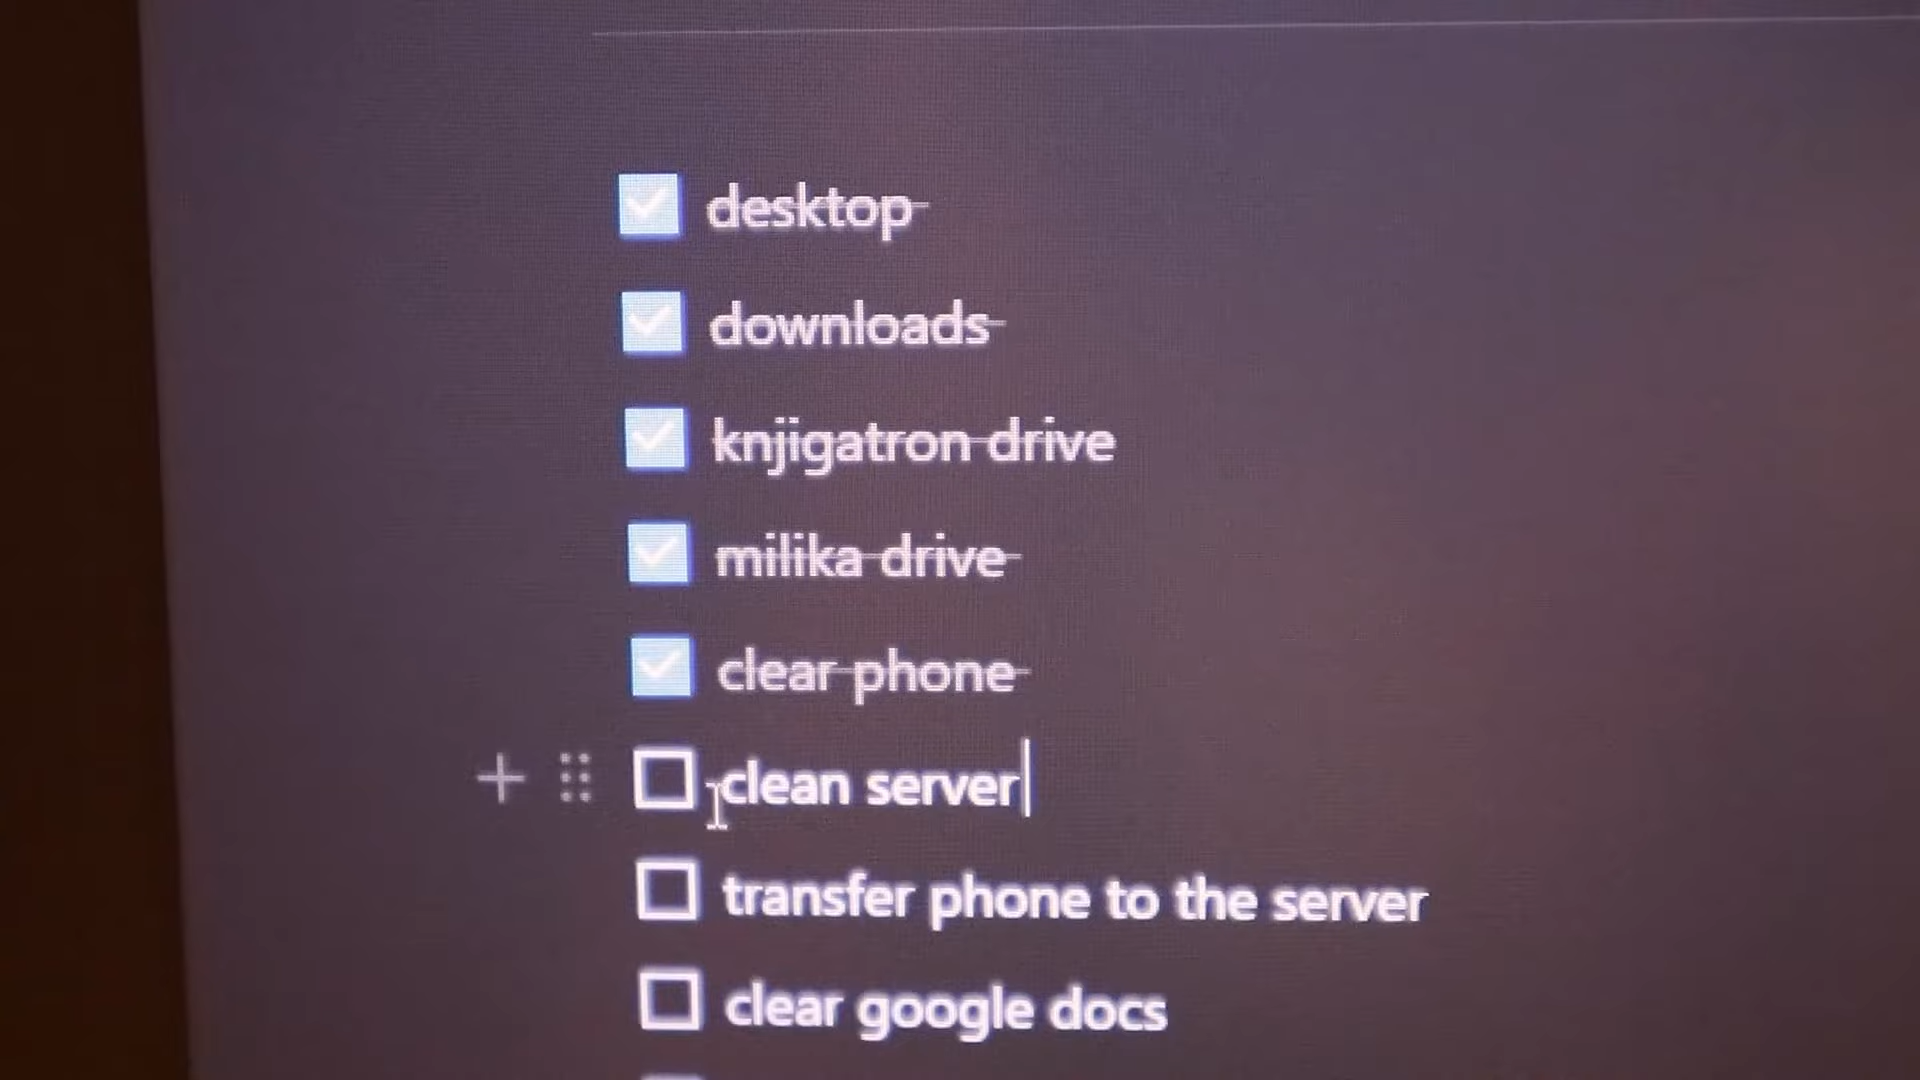 desktop
downloads
knjigatron drive
milika drive
clear phone
clean server
transfer phone to the server
clear google docs